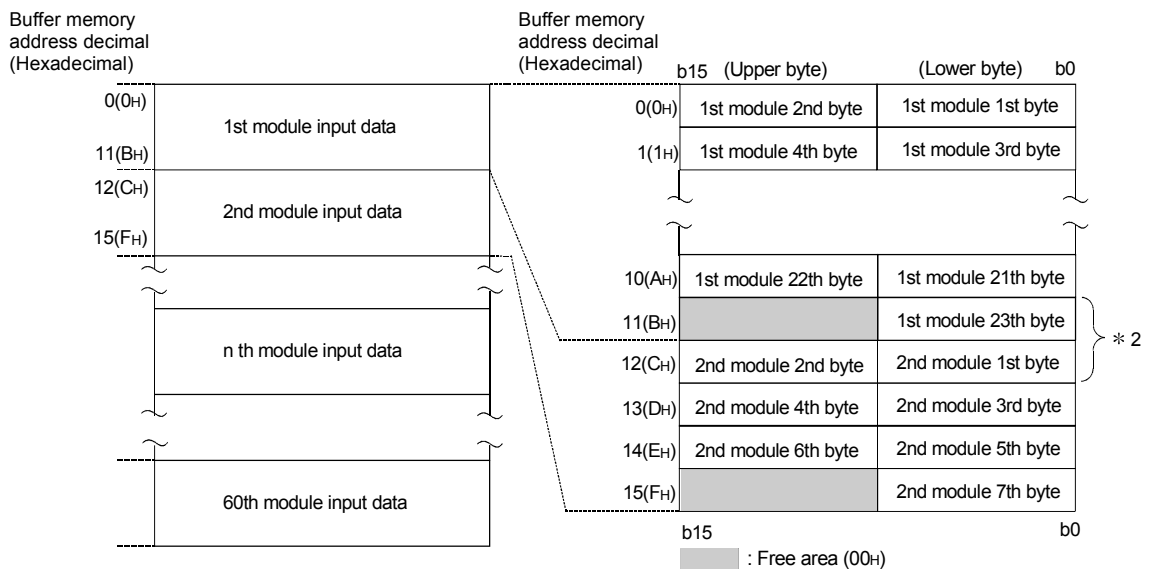 Buffer memory
address decimal
(Hexadecimal)
0(0H)
1st module input data
11(BH)
12(CH)
2nd module input data
15(FH)
n th module input data
60th module input data
Buffer memory
address decimal
(Hexadecimal)
b15 (Upper byte) (Lower byte) b0
0(0H) 1st module 2nd byte 1st module 1st byte
1(1H) 1st module 4th byte 1st module 3rd byte
10(AH) 1st module 22th byte 1st module 21th byte
11(BH) 1st module 23th byte
＊2
12(CH) 2nd module 2nd byte 2nd module 1st byte
13(DH) 2nd module 4th byte 2nd module 3rd byte
14(EH) 2nd module 6th byte 2nd module 5th byte
15(FH) 2nd module 7th byte
b15 b0
: Free area (00H)